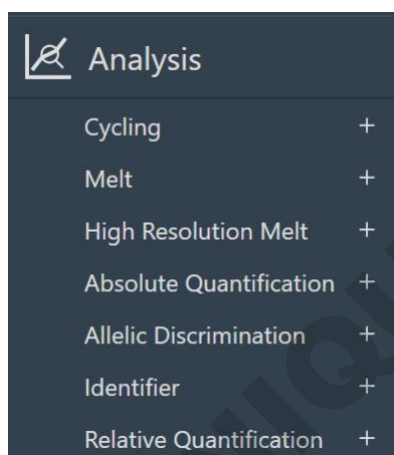 Analysis
Cycling +
Melt +
High Resolution Melt +
Absolute Quantification +
Allelic Discrimination +
Identifier +
Relative Quantification +